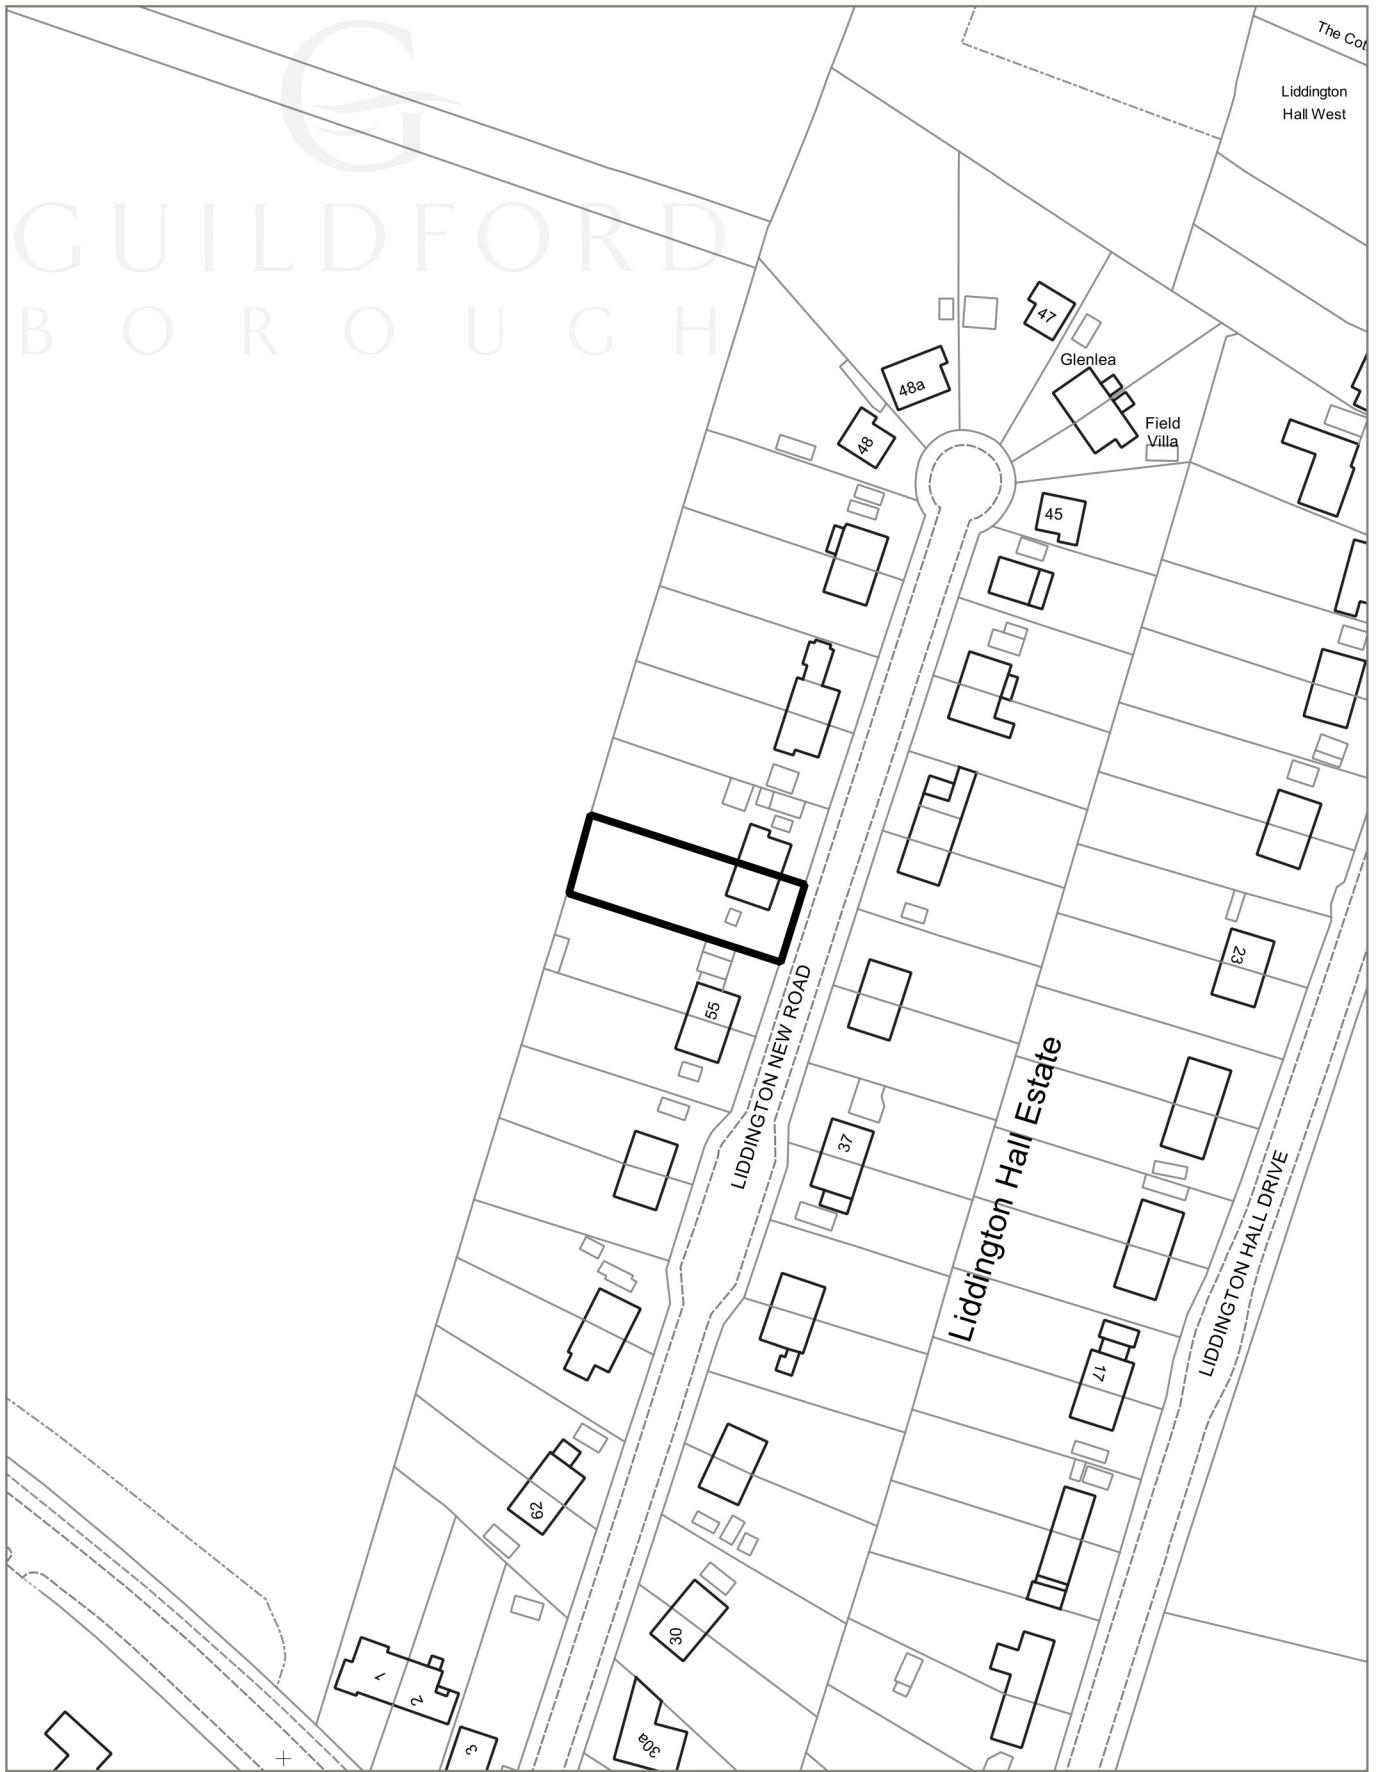 The Cot
Liddington
Hall West
GUILDFORD
BOROUGH
47
Glenlea
48a
Field
Villa
48
45
23
55
LIDDINGTON NEW ROAD
37
Liddington Hall Estate
LIDDINGTON HALL DRIVE
17
62
30
1
2
3
30a